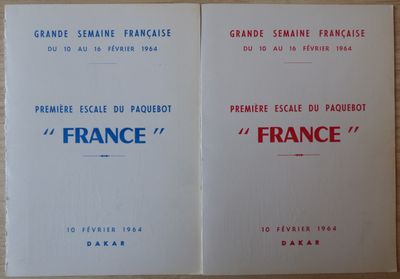 GRANDE SEMAINE FRANÇAISE
DU 10 AU 16 FÉVRIER 1964
PREMIÈRE ESCALE DU PAQUEBOT
" FRANCE "
10 FÉVRIER 1964
DAKAR
GRANDE SEMAINE FRANÇAISE
DU 10 AU 16 FÉVRIER 1964
PREMIÈRE ESCALE DU PAQUEBOT
" FRANCE "
10 FÉVRIER 1964
DAKAR